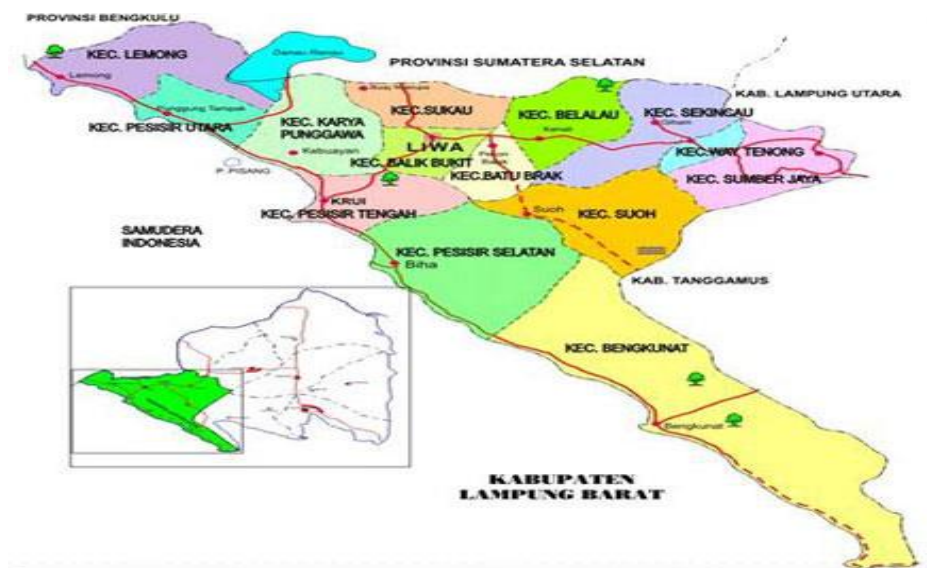 PROVINSI BENGKULU
KEC. LEMONG
Danau Ranau
PROVINSI SUMATERA SELATAN
Lemong
KAB. LAMPUNG UTARA
KEC.SUKAU
KEC. BELALAU
KEC. SEKINCAU
KEC. PESISIR UTARA
KEC. KARYA
PUNGGAWA
Kenali
LIWA
KEC.WAY TENONG
Kebuayan
KEC. BALIK BUKIT
P. PISANG
KEC.BATU BRAK
KEC. SUMBER JAYA
KRUI
KEC. PESISIR TENGAH
Suoh
KEC. SUOH
SAMUDERA
INDONESIA
KEC. PESISIR SELATAN
Biha
KAB. TANGGAMUS
KEC. BENGKUNAT
Bengkunat
KABUPATEN
LAMPUNG BARAT